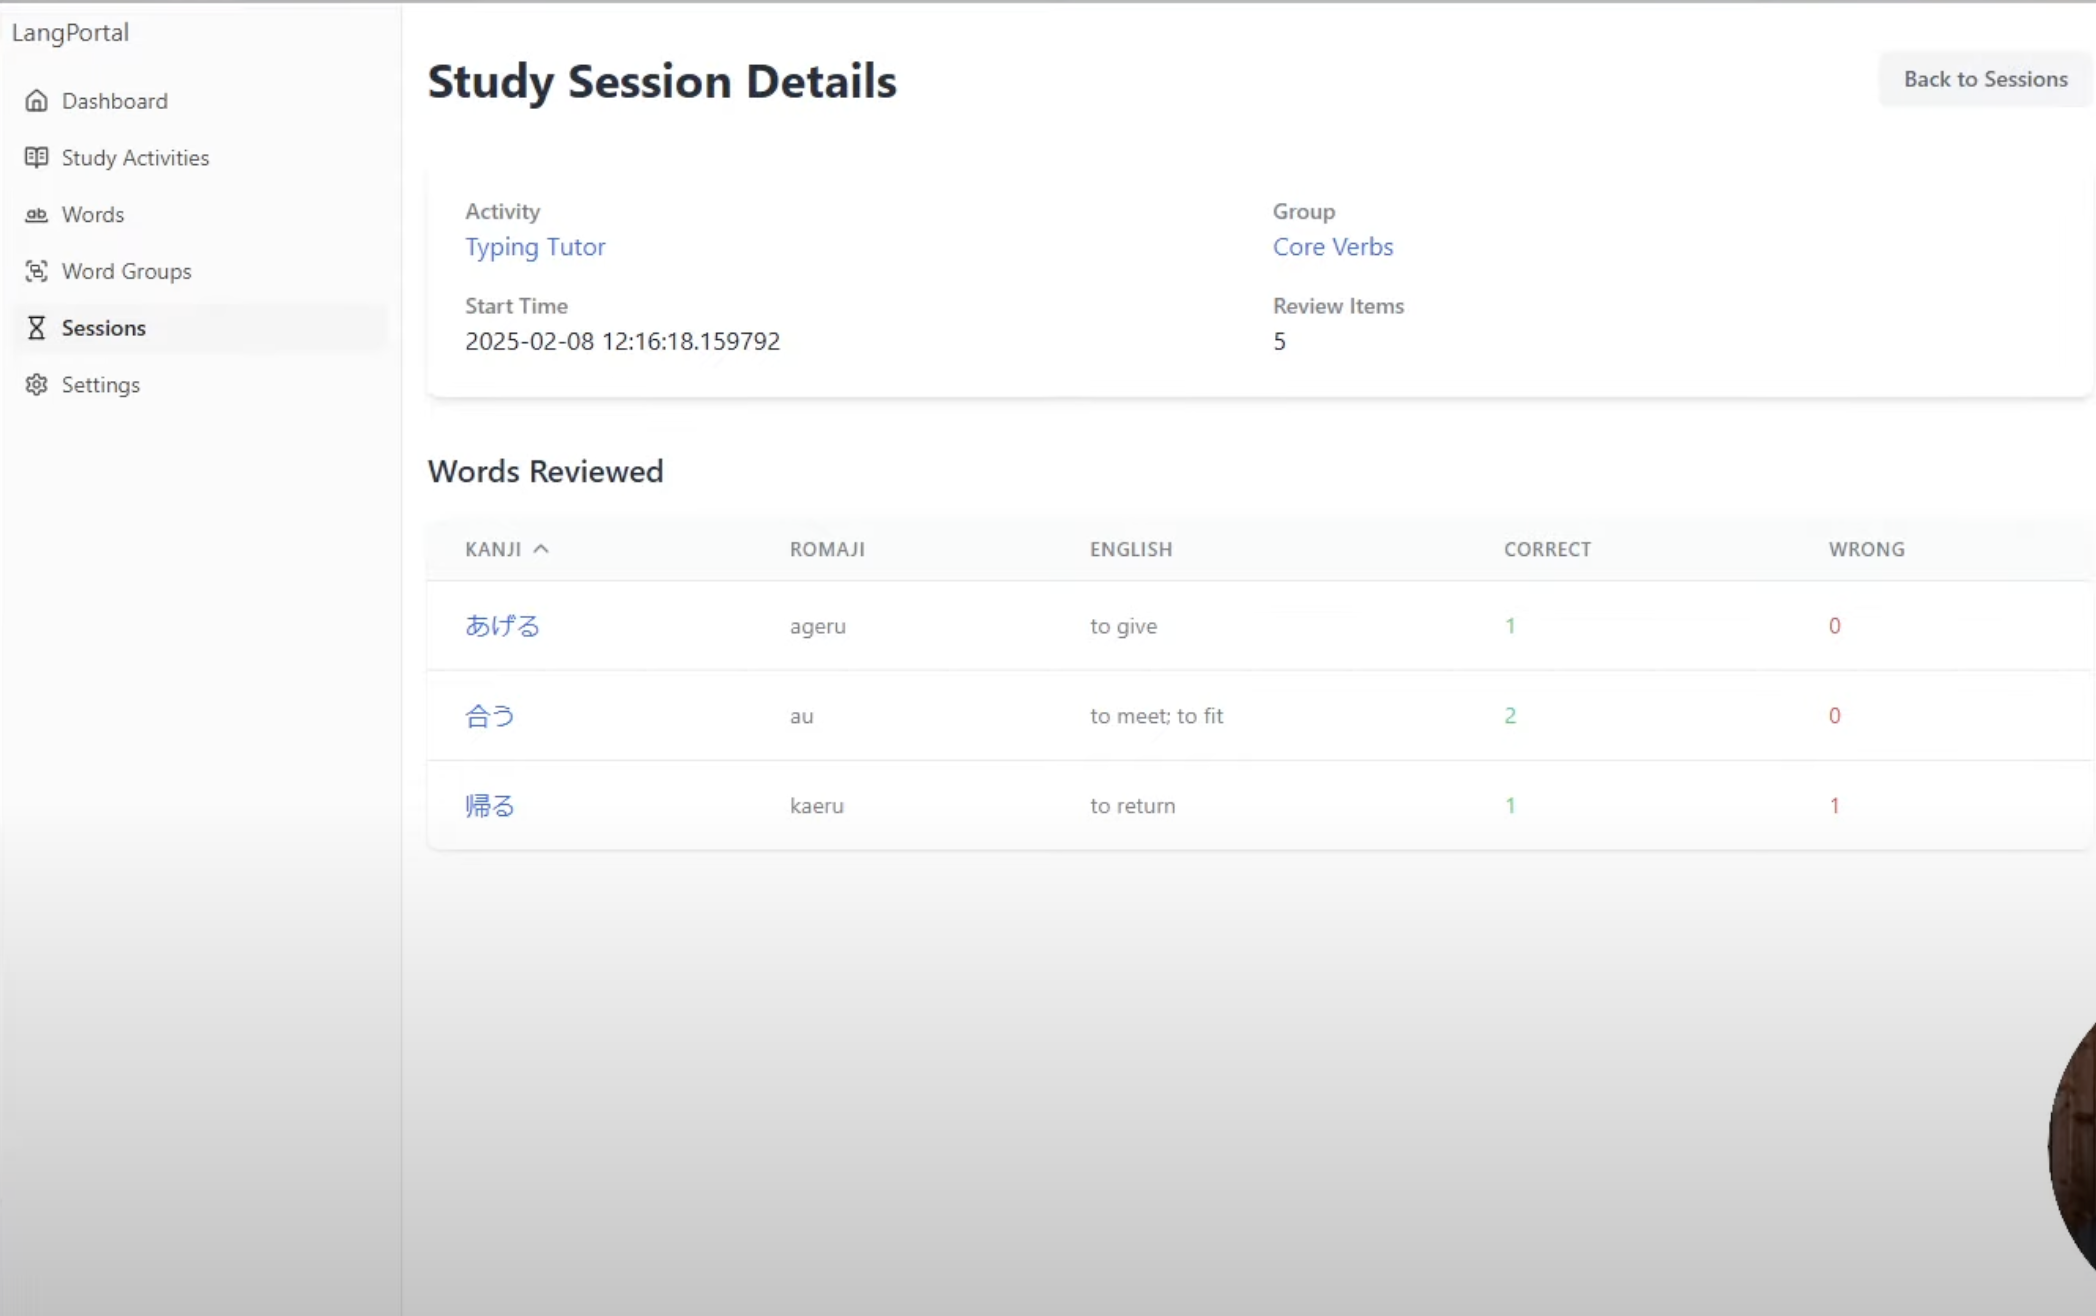 LangPortal
Dashboard
Study Activities
Words
Word Groups
Sessions
Settings
Study Session Details
Back to Sessions
Activity
Typing Tutor
Group
Core Verbs
Start Time
2025-02-08 12:16:18.159792
Review Items
5
Words Reviewed
KANJI ROMAJI ENGLISH CORRECT WRONG
あげる ageru to give 1 0
合う au to meet; to fit 2 0
帰る kaeru to return 1 1